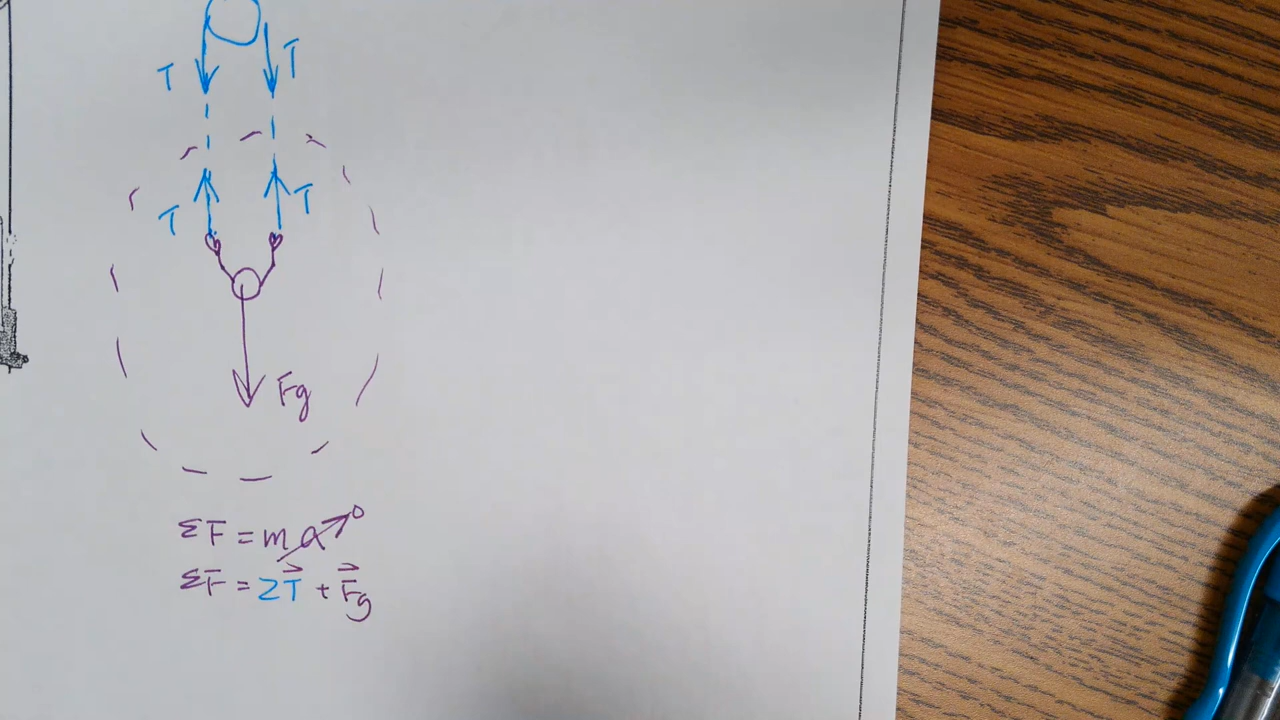 T T
T T
Fg
ΣF = ma→0
ΣF = 2T⃗ + F⃗g